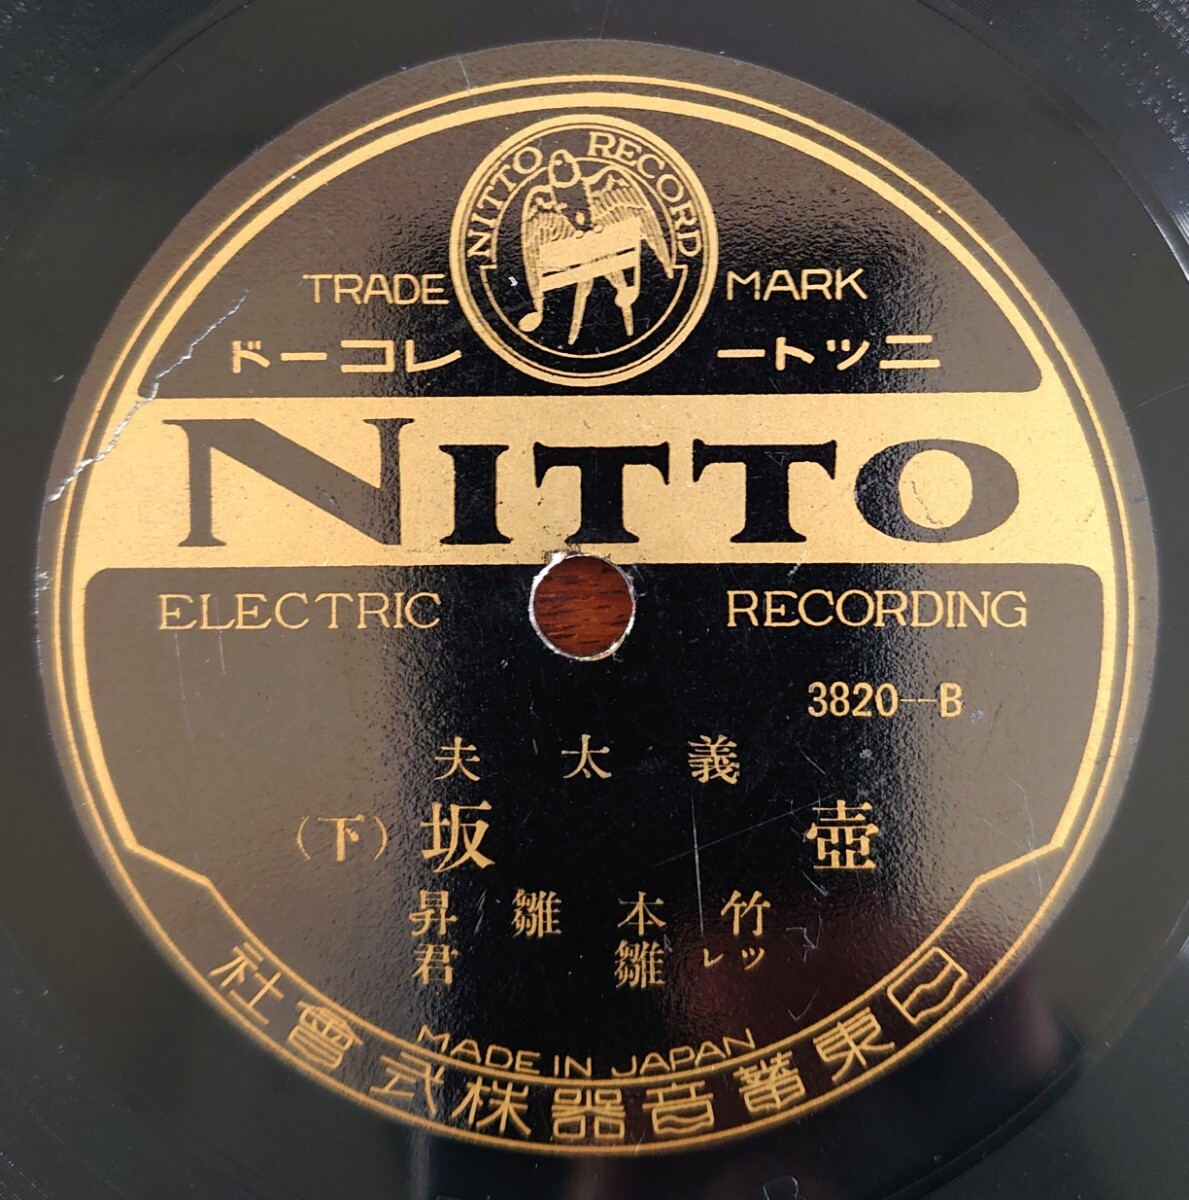 NITTO RECORD
TRADE MARK
ニットーレコード
NITTO
ELECTRIC RECORDING
3820—B
義太夫
壺坂(下)
竹本雛昇
ツレ 雛君
MADE IN JAPAN
日東蓄音器株式會社